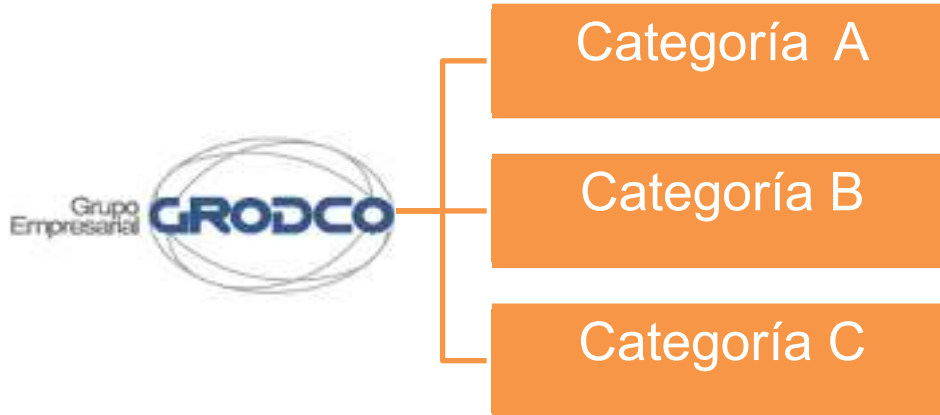 Categoría A
Grupo
Empresarial
GRODCO
Categoría B
Categoría C